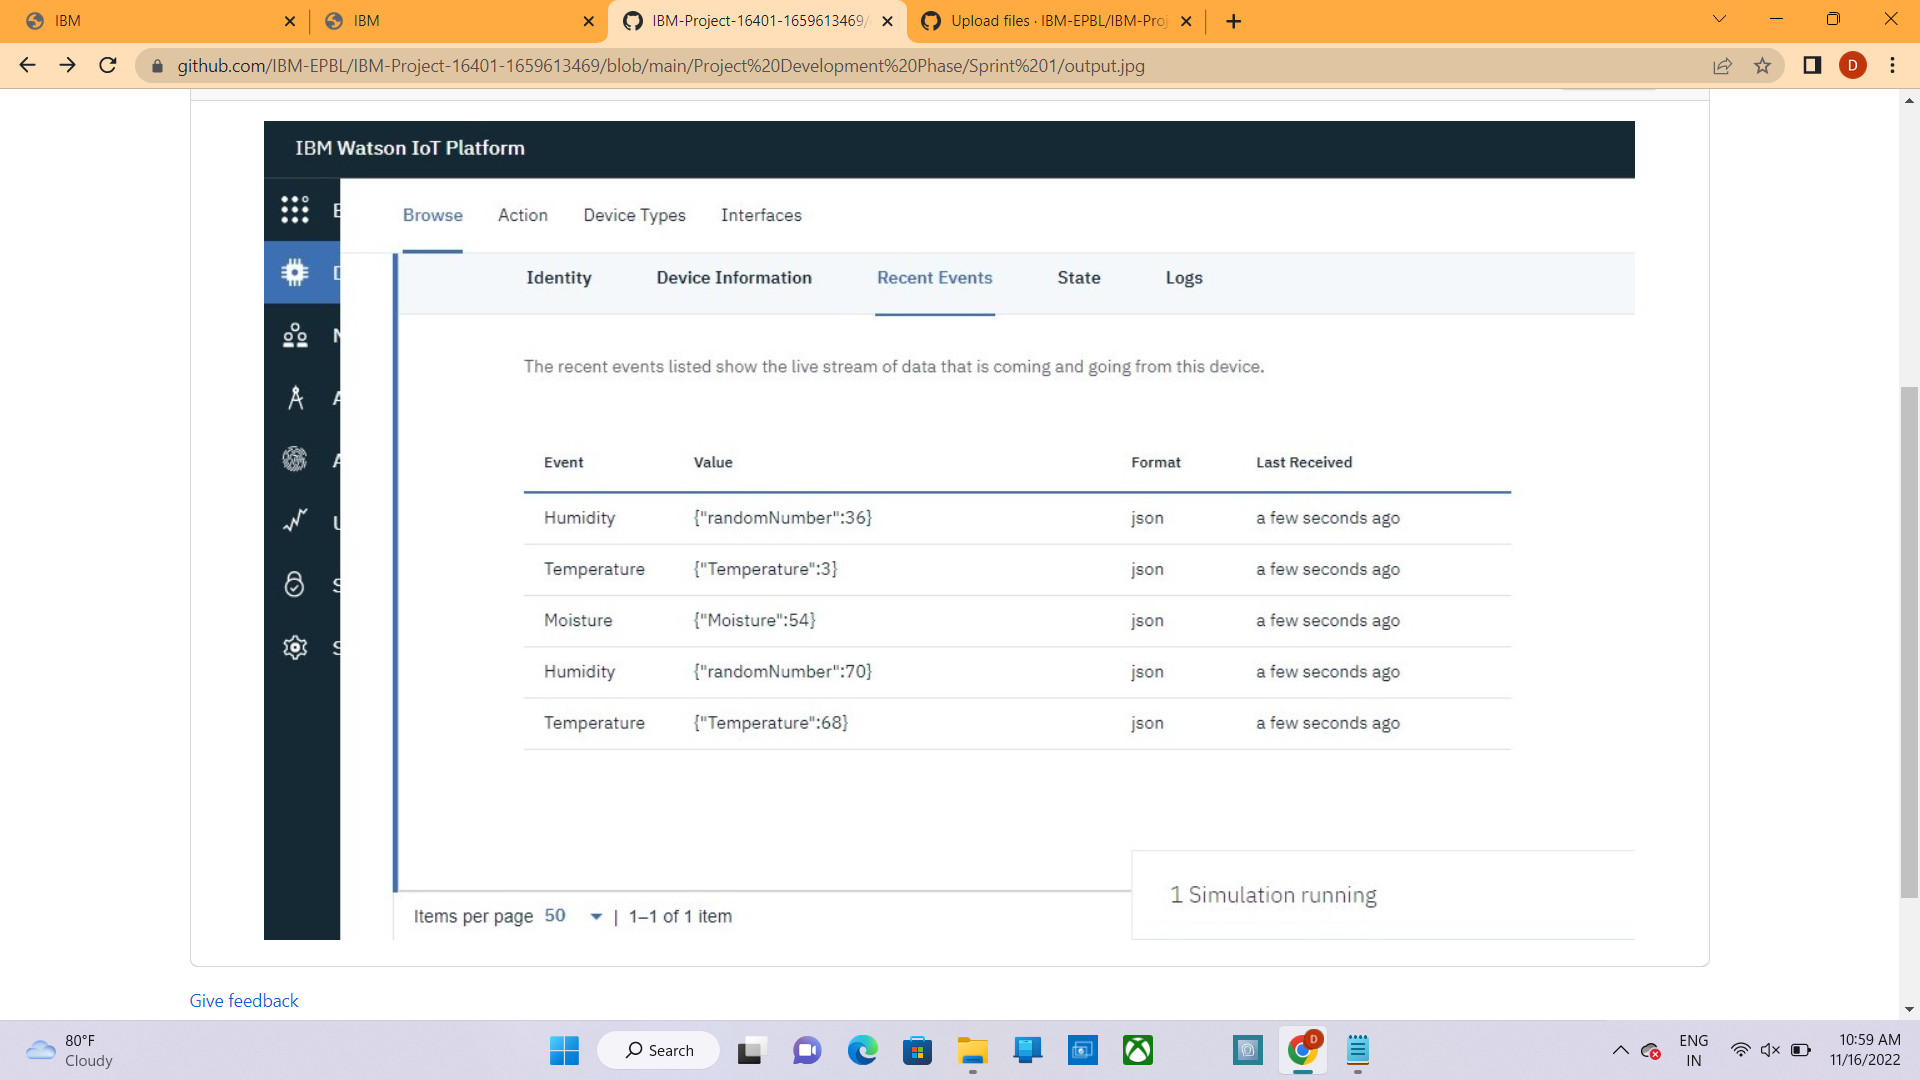 IBM
IBM
IBM-Project-16401-1659613469/
Upload files · IBM-EPBL/IBM-Proj
github.com/IBM-EPBL/IBM-Project-16401-1659613469/blob/main/Project%20Development%20Phase/Sprint%201/output.jpg
D
IBM Watson IoT Platform
Browse Action Device Types Interfaces
Identity Device Information Recent Events State Logs
The recent events listed show the live stream of data that is coming and going from this device.
Event Value Format Last Received
Humidity {"randomNumber":36} json a few seconds ago
Temperature {"Temperature":3} json a few seconds ago
Moisture {"Moisture":54} json a few seconds ago
Humidity {"randomNumber":70} json a few seconds ago
Temperature {"Temperature":68} json a few seconds ago
1 Simulation running
Items per page 50 | 1–1 of 1 item
Give feedback
80°F
Cloudy
Search
D
ENG
IN
10:59 AM
11/16/2022